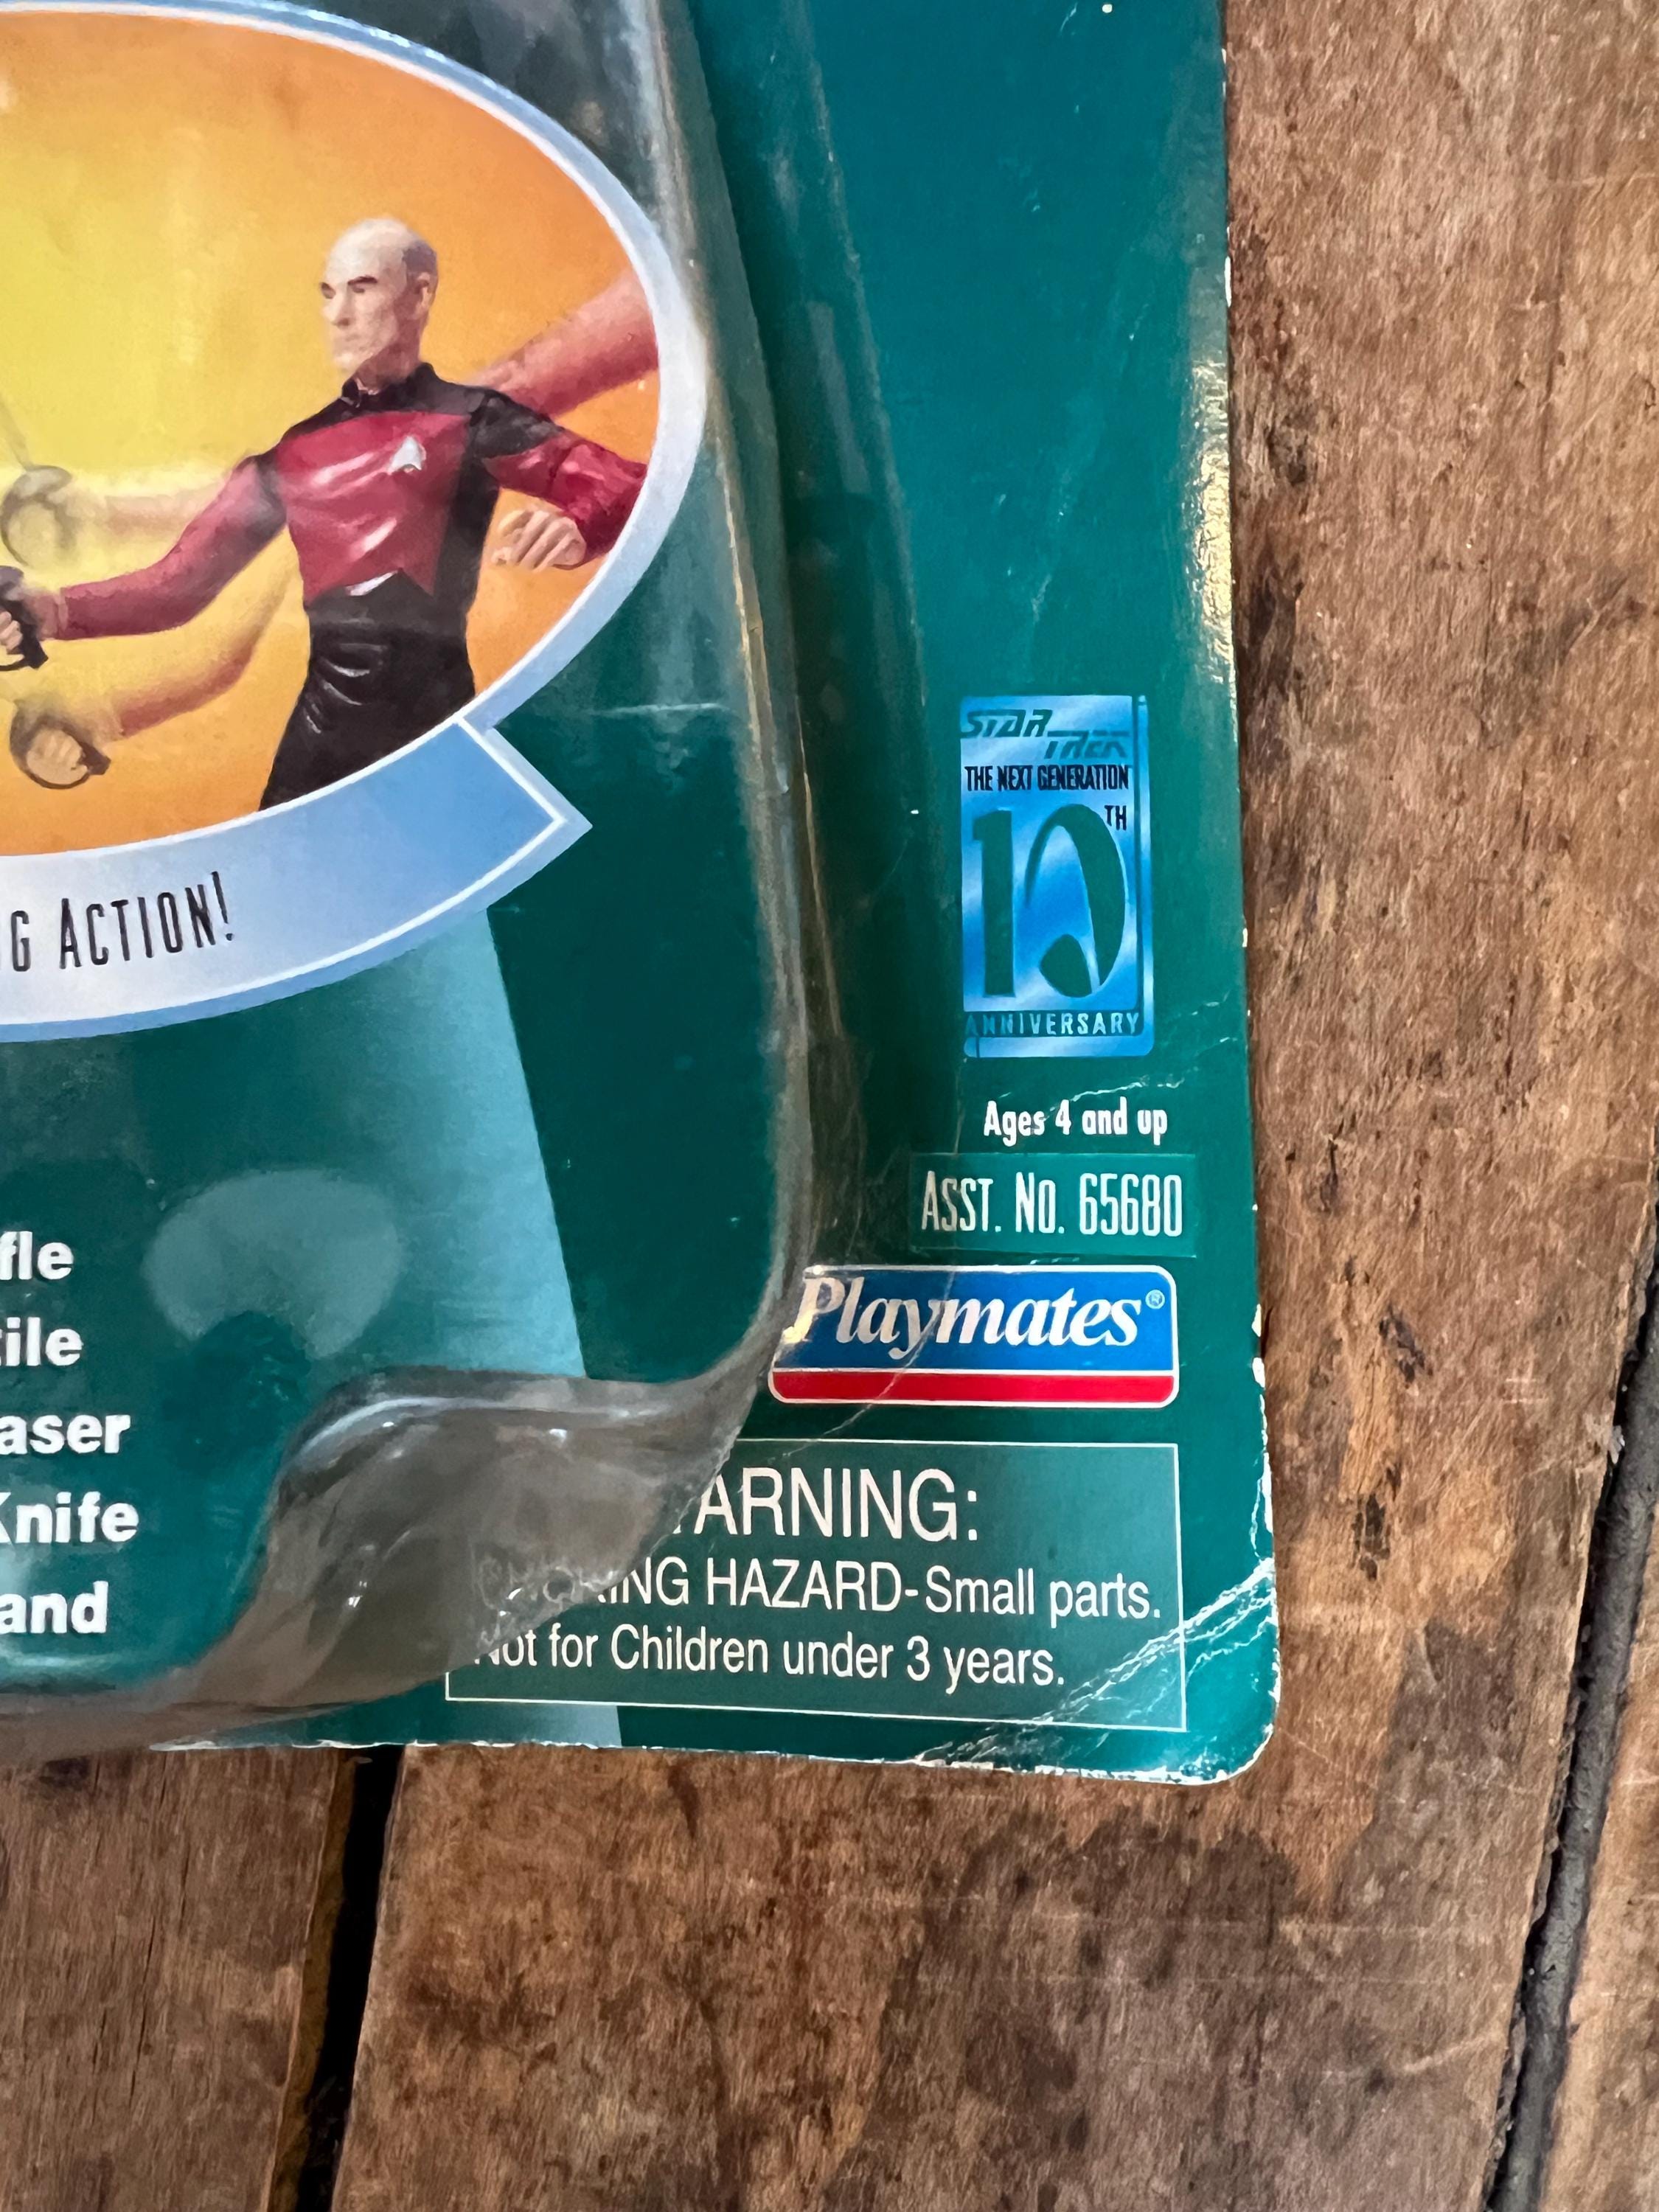 STAR
TREK
THE NEXT GENERATION
10TH
ANNIVERSARY
G ACTION!
Ages 4 and up
ASST. No. 65680
fle
tile
aser
Knife
and
Playmates®
ARNING:
CHOKING HAZARD-Small parts.
Not for Children under 3 years.